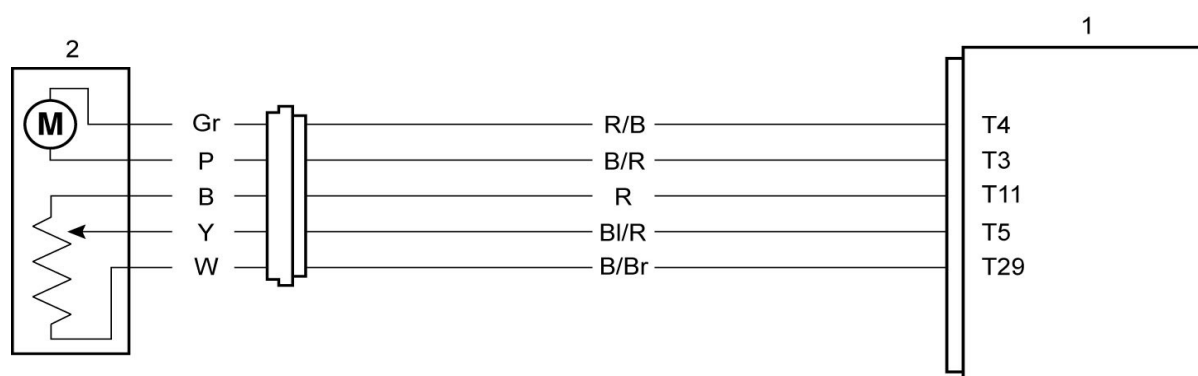 1
2
M Gr R/B T4
P B/R T3
B R T11
Y Bl/R T5
W B/Br T29